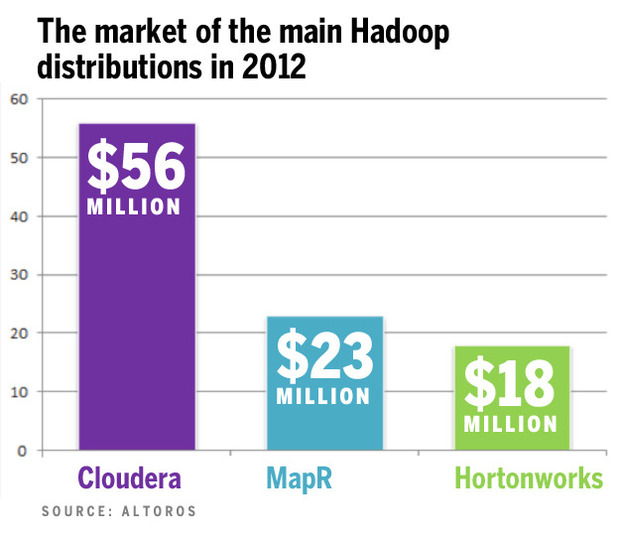 The market of the main Hadoop
distributions in 2012
60
50
40
30
20
10
0
$56
MILLION
$23
MILLION
$18
MILLION
Cloudera
MapR
Hortonworks
SOURCE: ALTOROS